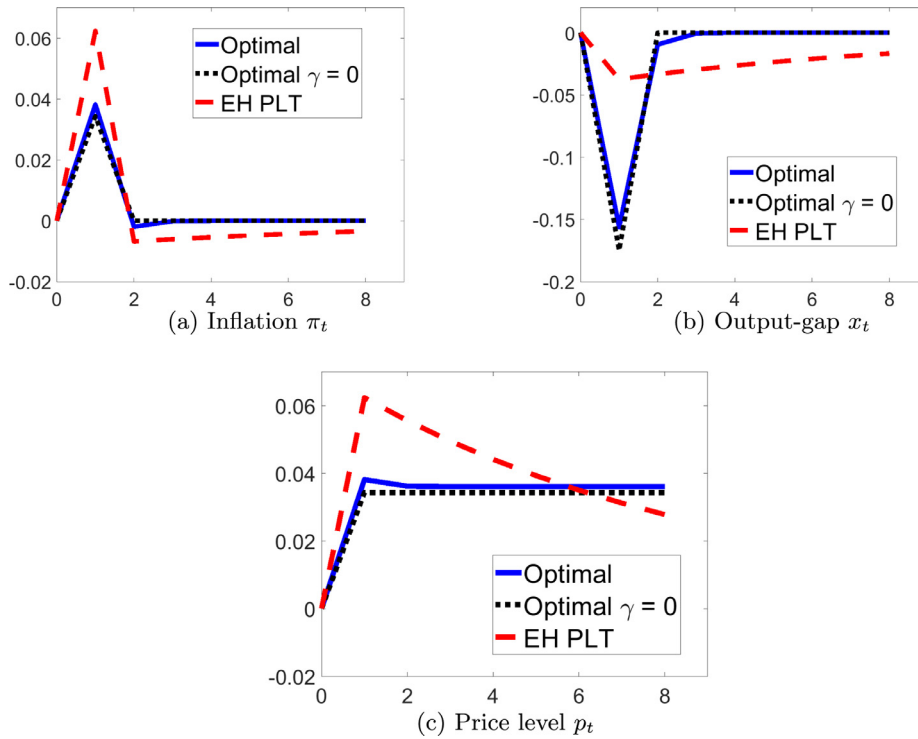 0.06
0.04
0.02
0
-0.02
0
2
4
6
8
Optimal
Optimal γ = 0
EH PLT
(a) Inflation πt
0
-0.05
-0.1
-0.15
-0.2
0
2
4
6
8
Optimal
Optimal γ = 0
EH PLT
(b) Output-gap xt
0.06
0.04
0.02
0
-0.02
0
2
4
6
8
Optimal
Optimal γ = 0
EH PLT
(c) Price level pt